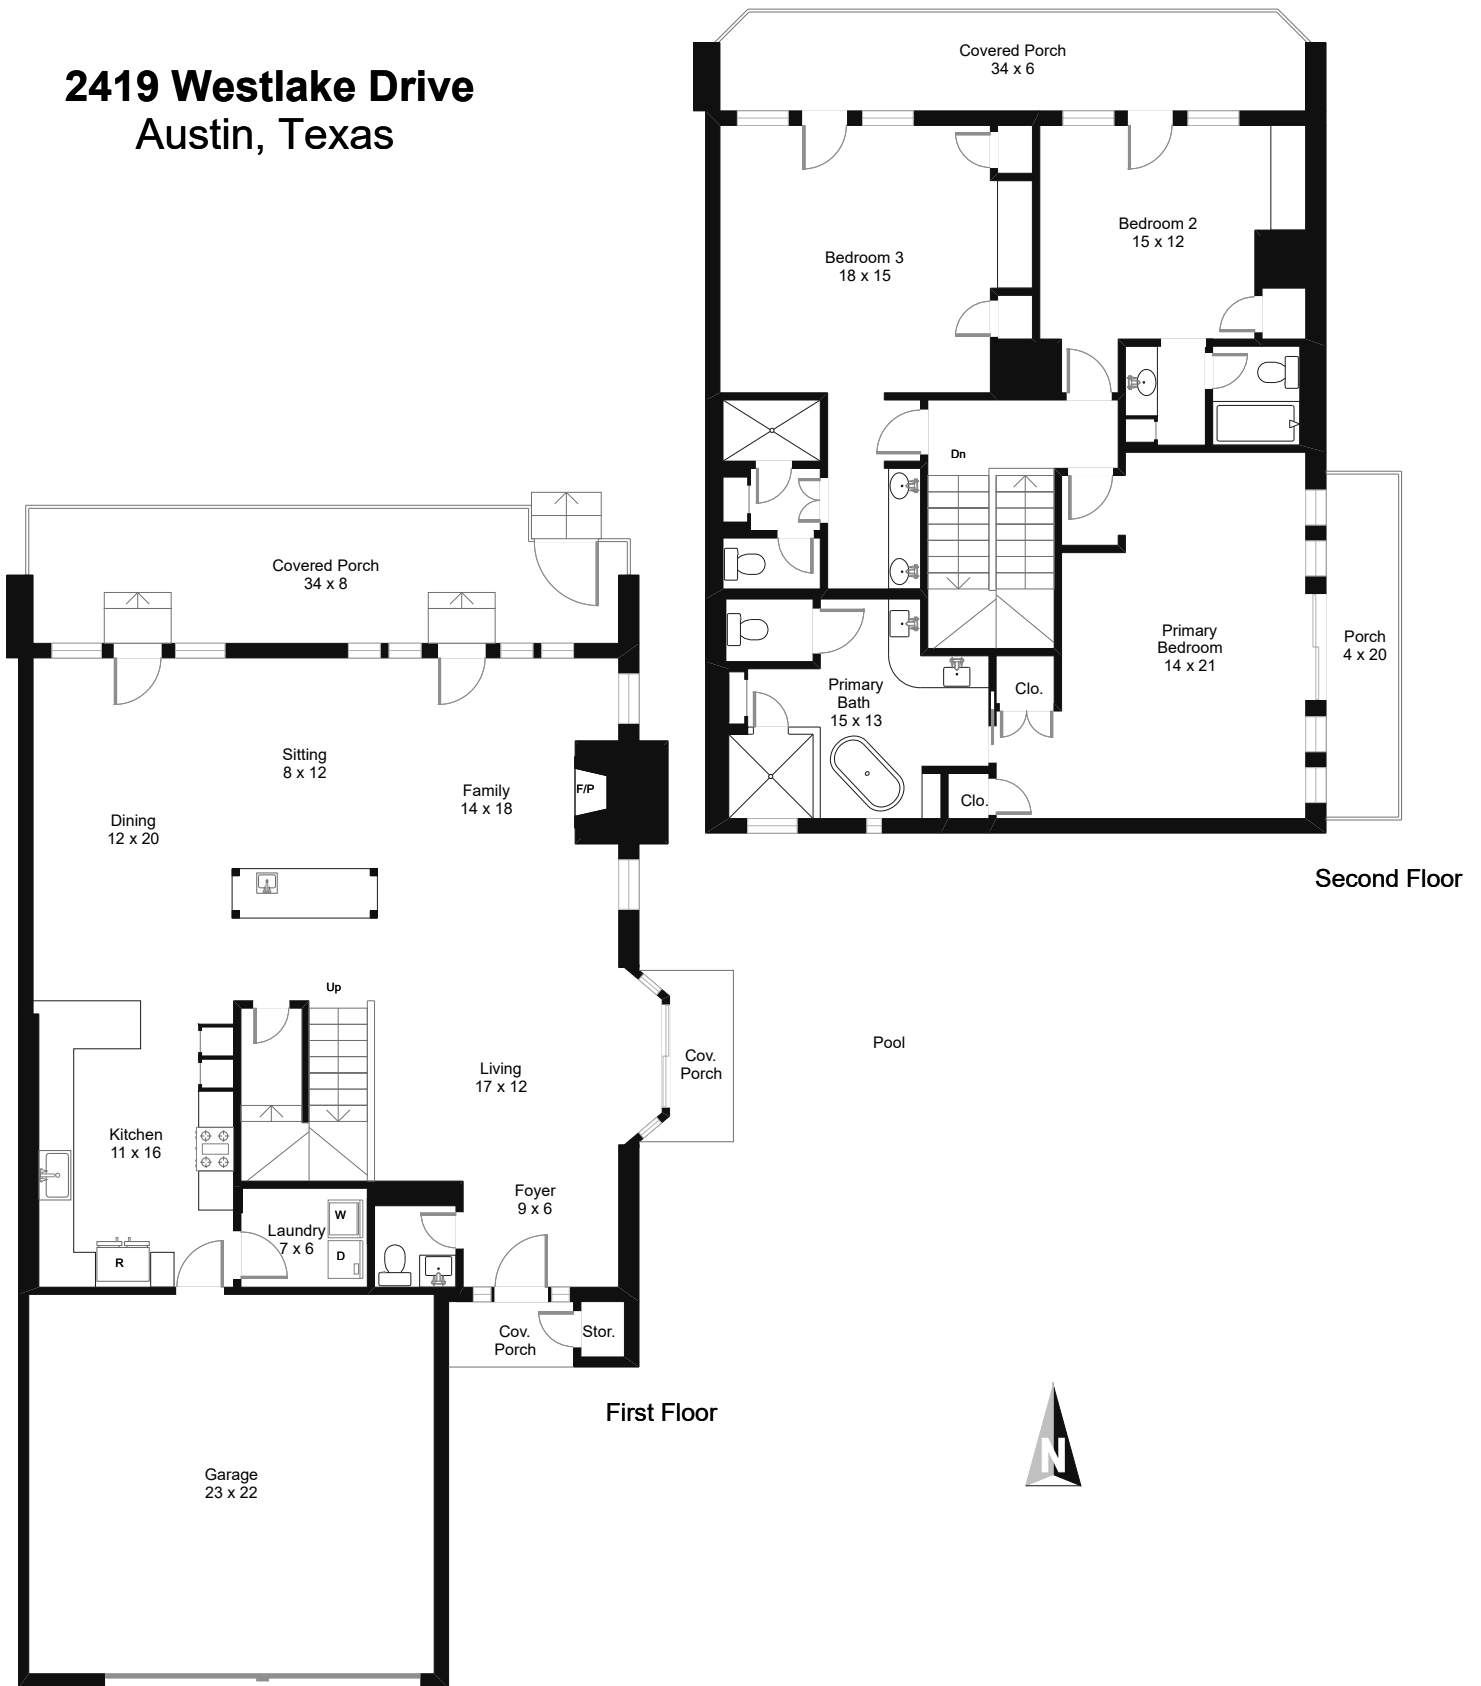 2419 Westlake Drive
Austin, Texas
Covered Porch
34 x 6
Bedroom 2
15 x 12
Bedroom 3
18 x 15
Dn
Primary
Bedroom
14 x 21
Porch
4 x 20
Clo.
Primary
Bath
15 x 13
Clo.
Second Floor
Covered Porch
34 x 8
Sitting
8 x 12
Family
14 x 18
F/P
Dining
12 x 20
Up
Living
17 x 12
Cov.
Porch
Pool
Kitchen
11 x 16
Foyer
9 x 6
Laundry
7 x 6
W
D
R
Cov.
Porch
Stor.
First Floor
Garage
23 x 22
N